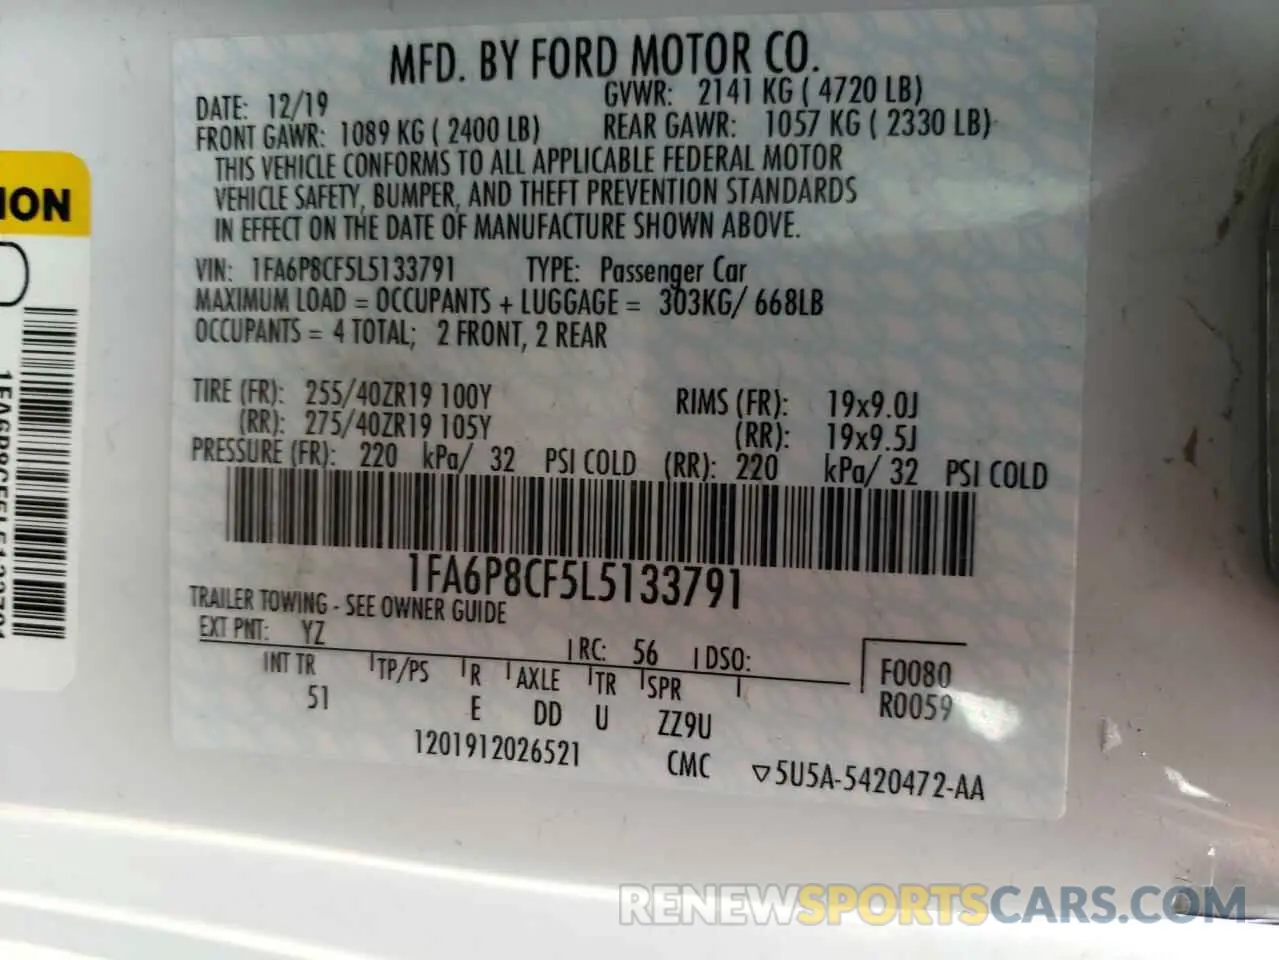 MFD. BY FORD MOTOR CO.
DATE: 12/19 GVWR: 2141 KG ( 4720 LB)
FRONT GAWR: 1089 KG ( 2400 LB) REAR GAWR: 1057 KG ( 2330 LB)
THIS VEHICLE CONFORMS TO ALL APPLICABLE FEDERAL MOTOR
VEHICLE SAFETY, BUMPER, AND THEFT PREVENTION STANDARDS
IN EFFECT ON THE DATE OF MANUFACTURE SHOWN ABOVE.
VIN: 1FA6P8CF5L5133791 TYPE: Passenger Car
MAXIMUM LOAD = OCCUPANTS + LUGGAGE = 303KG/ 668LB
OCCUPANTS = 4 TOTAL; 2 FRONT, 2 REAR
TIRE (FR): 255/40ZR19 100Y RIMS (FR): 19x9.0J
(RR): 275/40ZR19 105Y (RR): 19x9.5J
PRESSURE (FR): 220 kPa/ 32 PSI COLD (RR): 220 kPa/ 32 PSI COLD
1FA6P8CF5L5133791
TRAILER TOWING - SEE OWNER GUIDE
EXT PNT: YZ RC: 56 DSO: F0080
INT TR TP/PS R AXLE TR SPR R0059
51 E DD U ZZ9U
1201912026521 CMC ▽5U5A-5420472-AA
ION
1FA6P8CF5L5133791
RENEWSPORTSCARS.COM